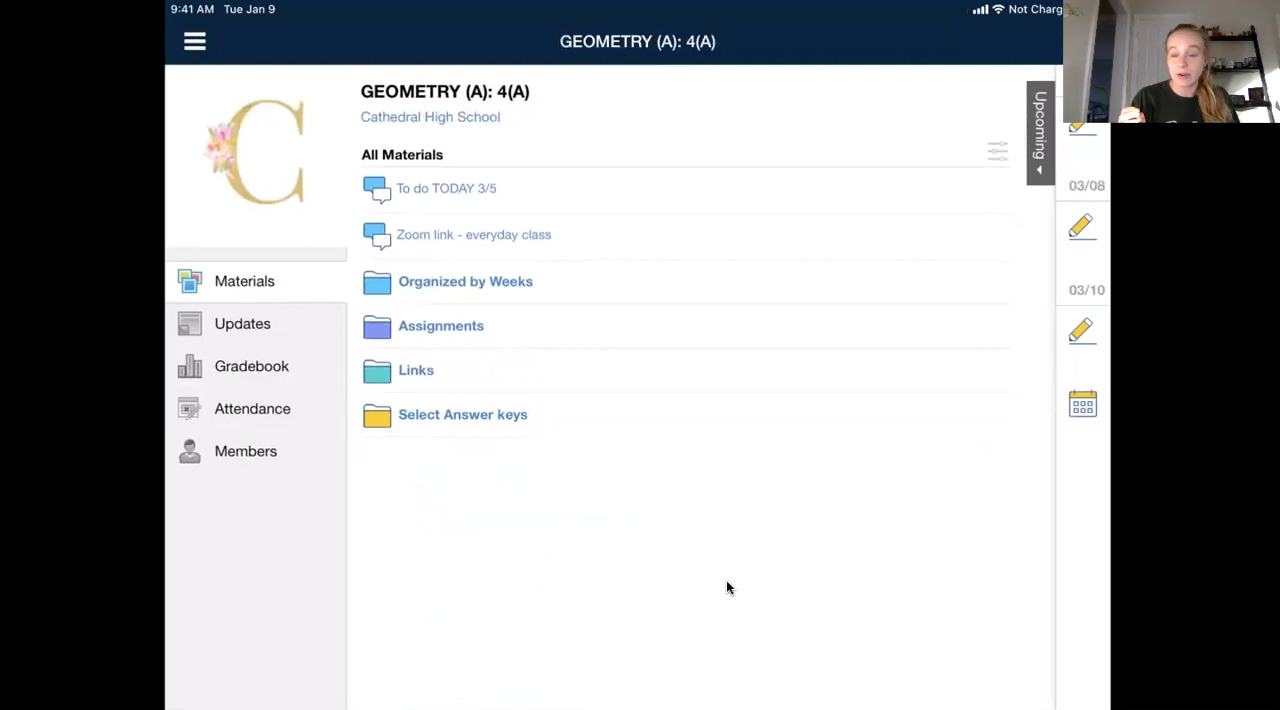 9:41 AM Tue Jan 9
Not Charg
GEOMETRY (A): 4(A)
C
GEOMETRY (A): 4(A)
Cathedral High School
All Materials
To do TODAY 3/5
Zoom link - everyday class
Organized by Weeks
Assignments
Links
Select Answer keys
Materials
Updates
Gradebook
Attendance
Members
Upcoming
03/08
03/10